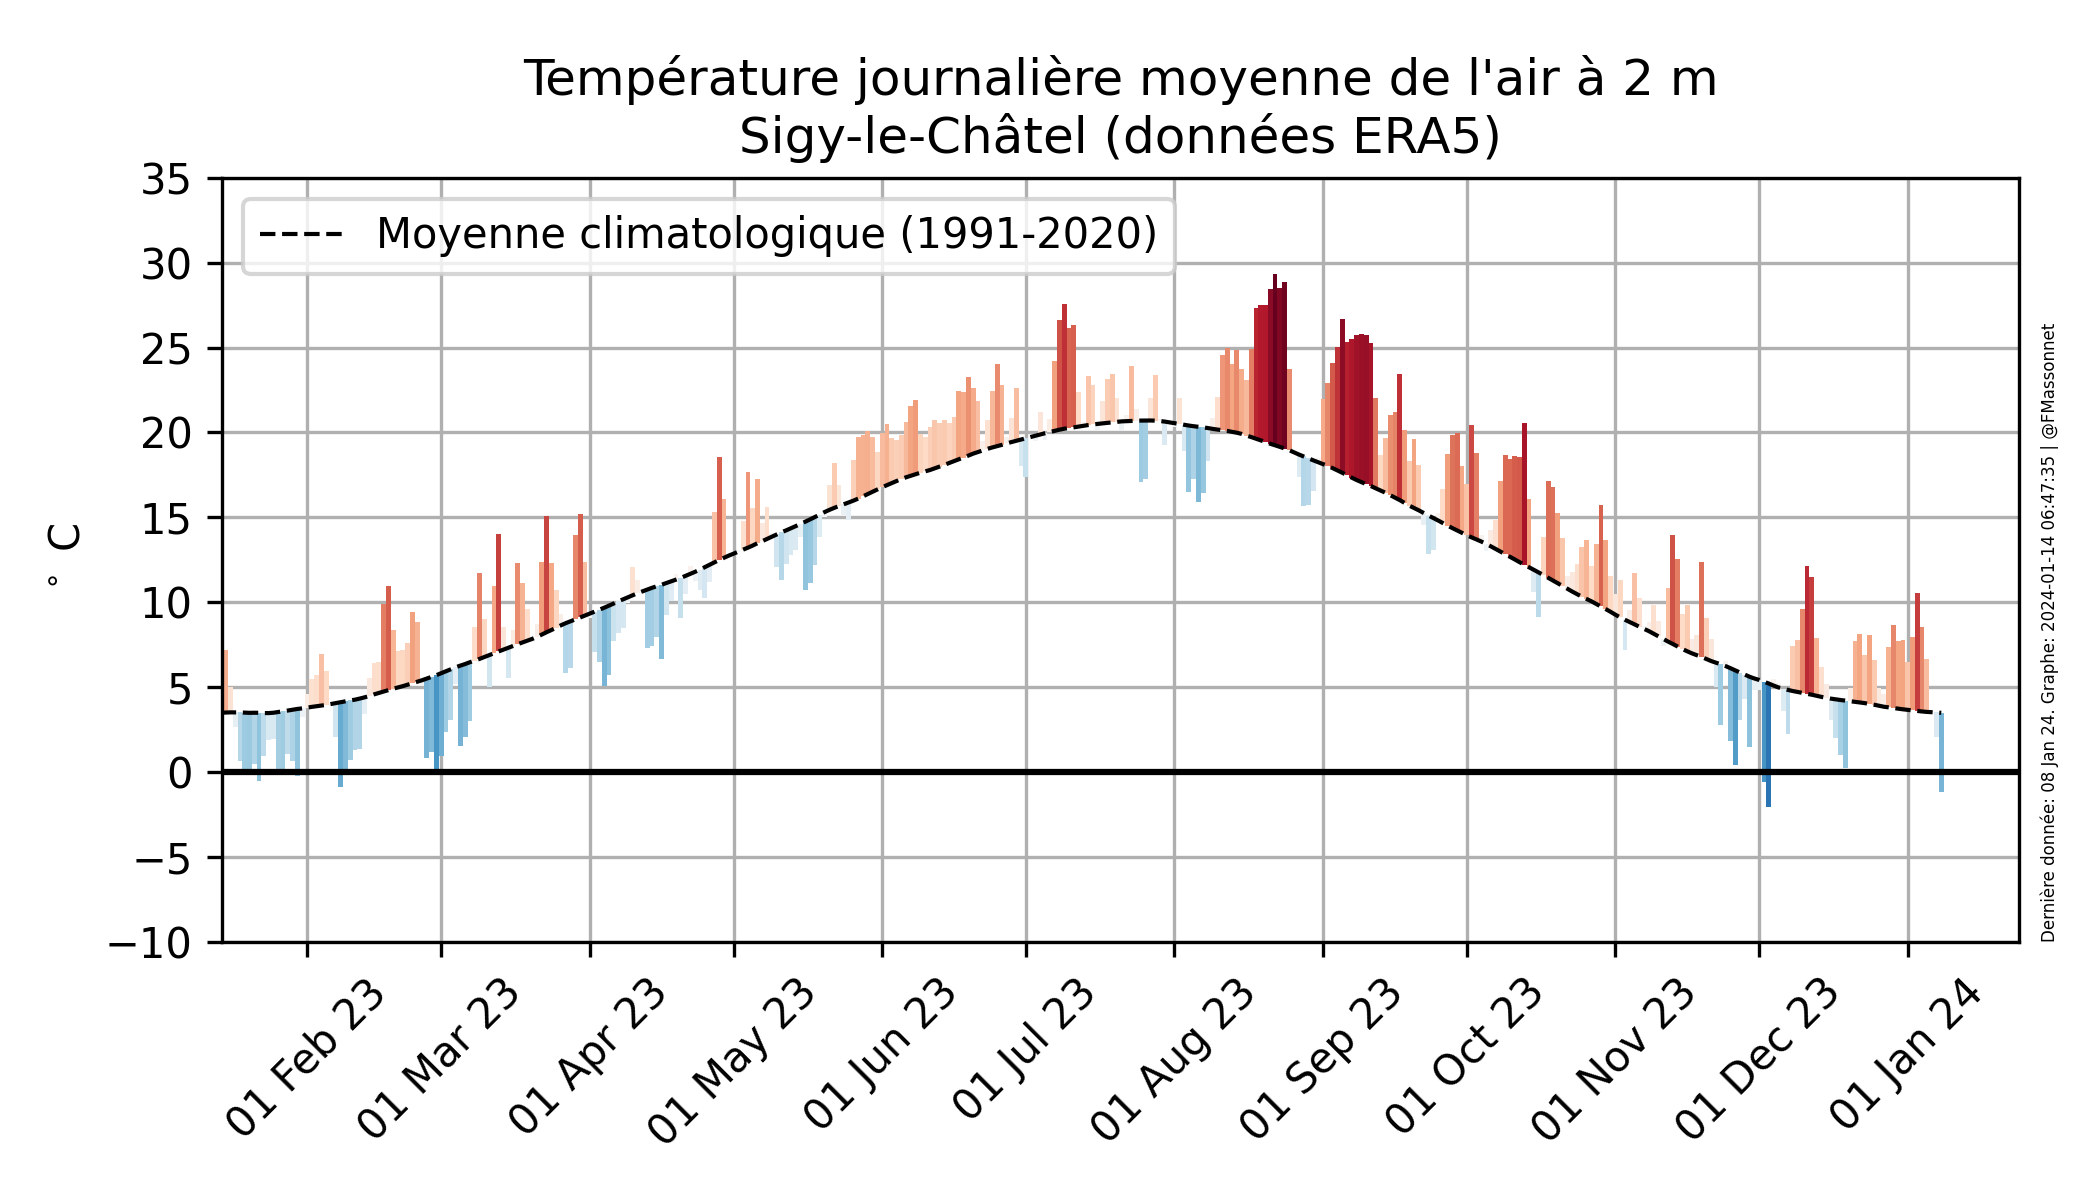 Température journalière moyenne de l'air à 2 m
Sigy-le-Châtel (données ERA5)
Moyenne climatologique (1991-2020)
35
30
25
20
15
10
5
0
−5
−10
° C
01 Feb 23
01 Mar 23
01 Apr 23
01 May 23
01 Jun 23
01 Jul 23
01 Aug 23
01 Sep 23
01 Oct 23
01 Nov 23
01 Dec 23
01 Jan 24
Dernière donnée: 08 Jan 24. Graphe: 2024-01-14 06:47:35 | @FMassonnet